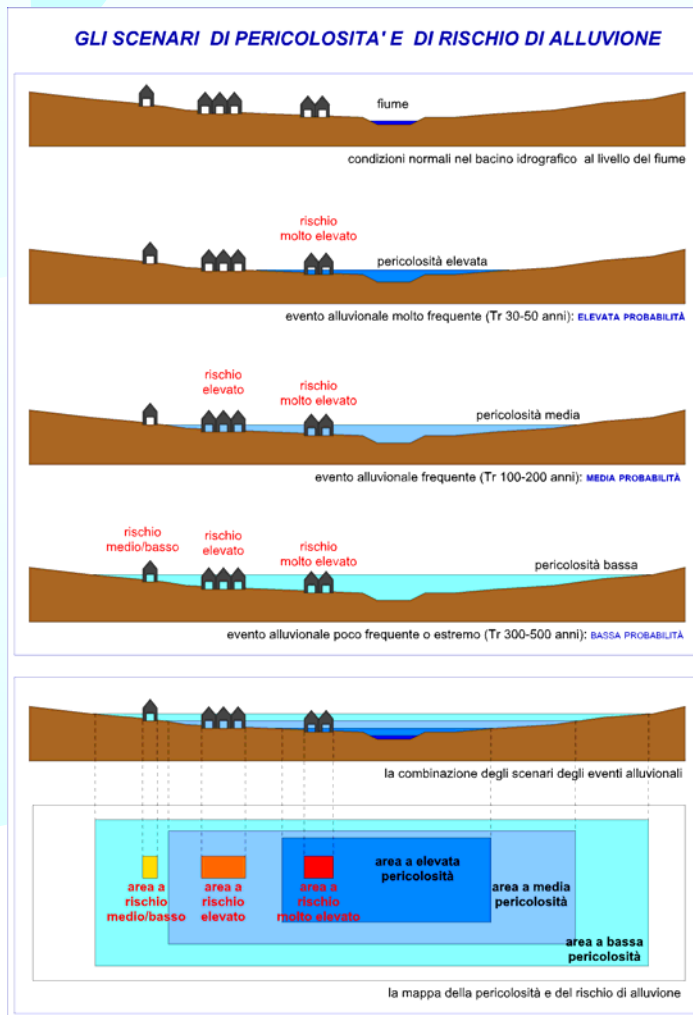 GLI SCENARI DI PERICOLOSITA' E DI RISCHIO DI ALLUVIONE
fiume
condizioni normali nel bacino idrografico al livello del fiume
rischio
molto elevato
pericolosità elevata
evento alluvionale molto frequente (Tr 30-50 anni): ELEVATA PROBABILITÀ
rischio
elevato
rischio
molto elevato
pericolosità media
evento alluvionale frequente (Tr 100-200 anni): MEDIA PROBABILITÀ
rischio
medio/basso
rischio
elevato
rischio
molto elevato
pericolosità bassa
evento alluvionale poco frequente o estremo (Tr 300-500 anni): BASSA PROBABILITÀ
la combinazione degli scenari degli eventi alluvionali
area a
rischio
medio/basso
area a
rischio
elevato
area a
rischio
molto elevato
area a elevata
pericolosità
area a media
pericolosità
area a bassa
pericolosità
la mappa della pericolosità e del rischio di alluvione